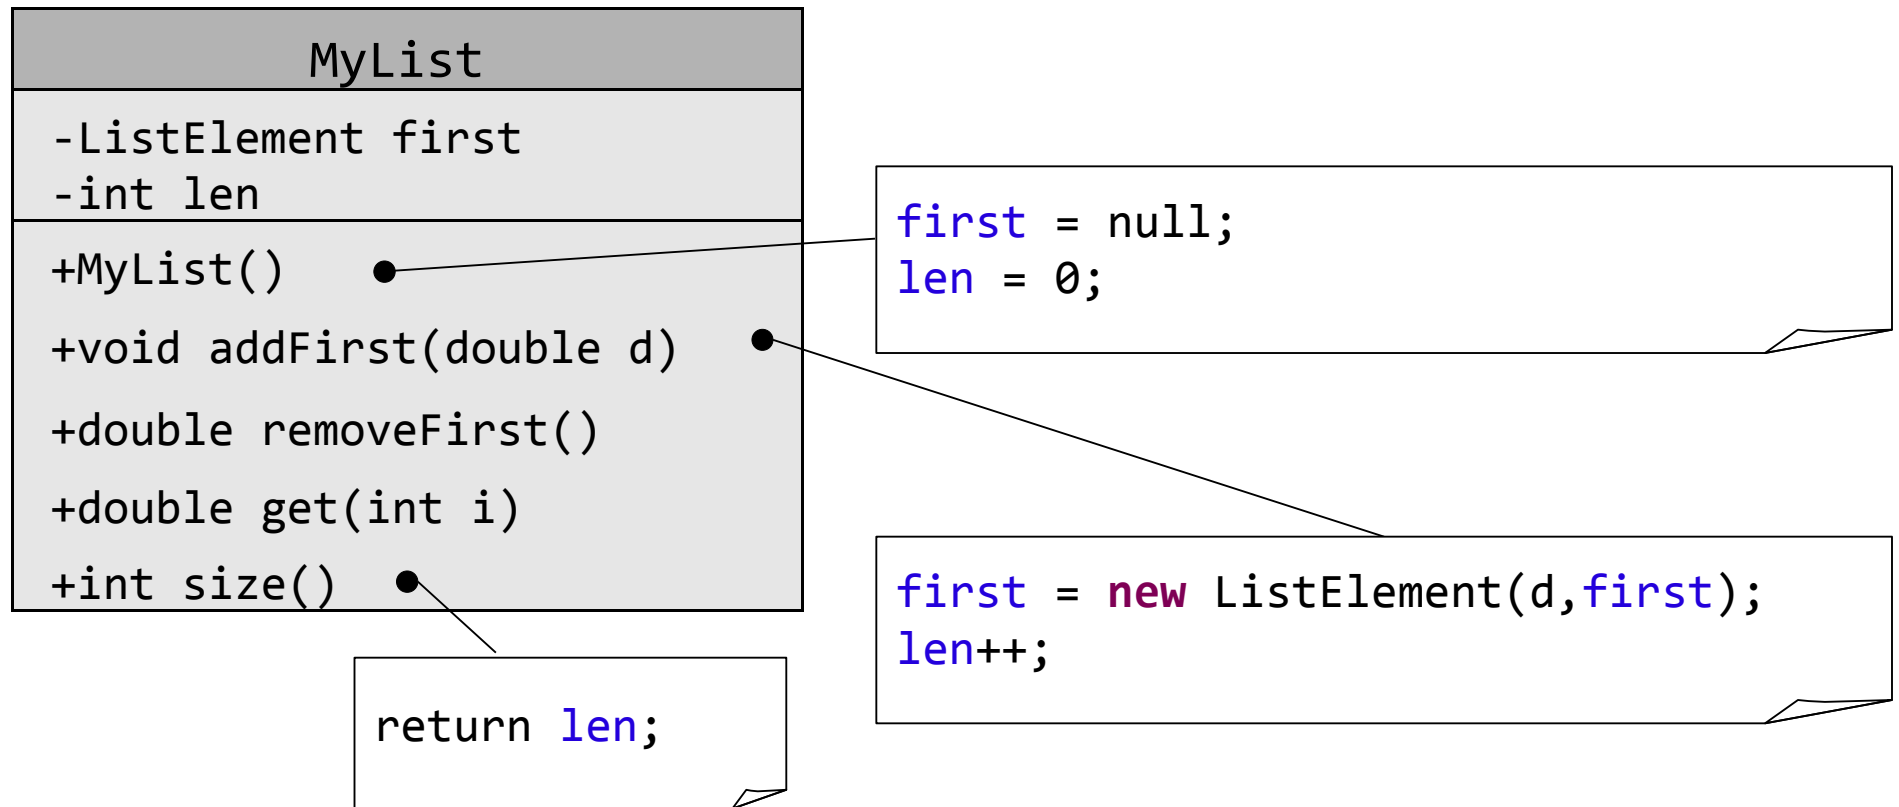 MyList
-ListElement first
-int len
+MyList()
+void addFirst(double d)
+double removeFirst()
+double get(int i)
+int size()
first = null;
len = 0;
first = new ListElement(d,first);
len++;
return len;